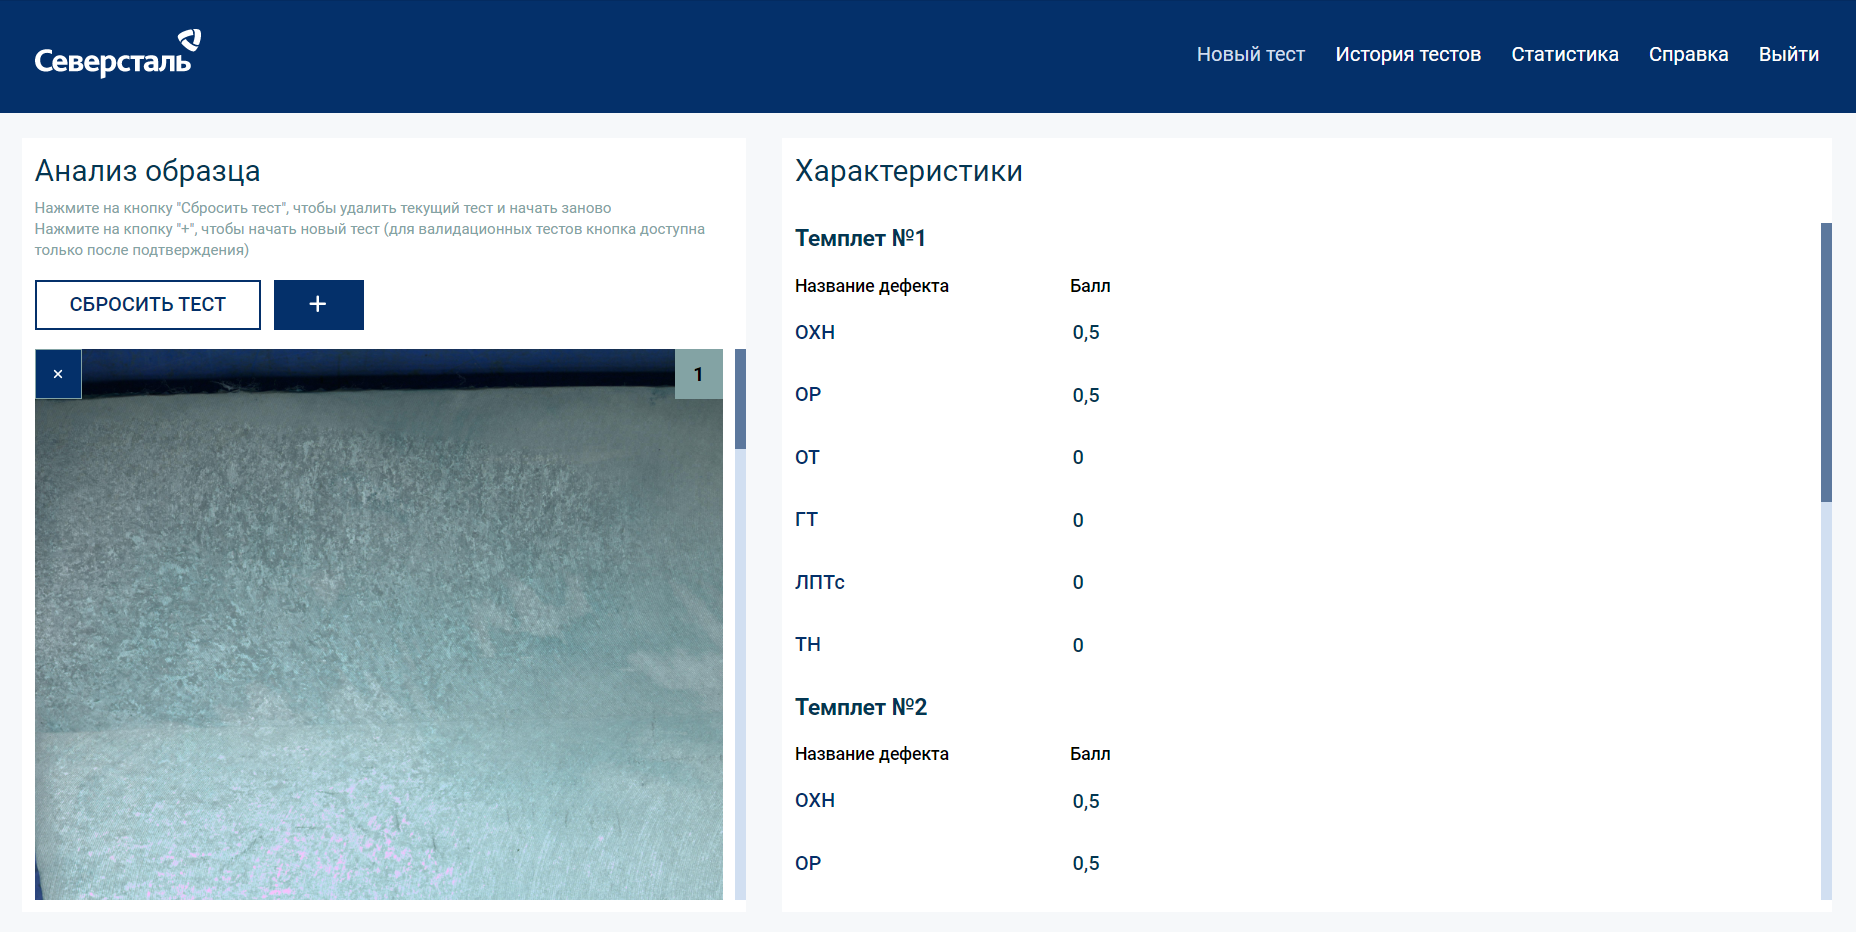 Северсталь
Новый тест История тестов Статистика Справка Выйти
Анализ образца
Нажмите на кнопку "Сбросить тест", чтобы удалить текущий тест и начать заново
Нажмите на кпопку "+", чтобы начать новый тест (для валидационных тестов кнопка доступна
только после подтверждения)
СБРОСИТЬ ТЕСТ +
× 1
Характеристики
Темплет №1
Название дефекта Балл
ОХН 0,5
ОР 0,5
ОТ 0
ГТ 0
ЛПТс 0
ТН 0
Темплет №2
Название дефекта Балл
ОХН 0,5
ОР 0,5